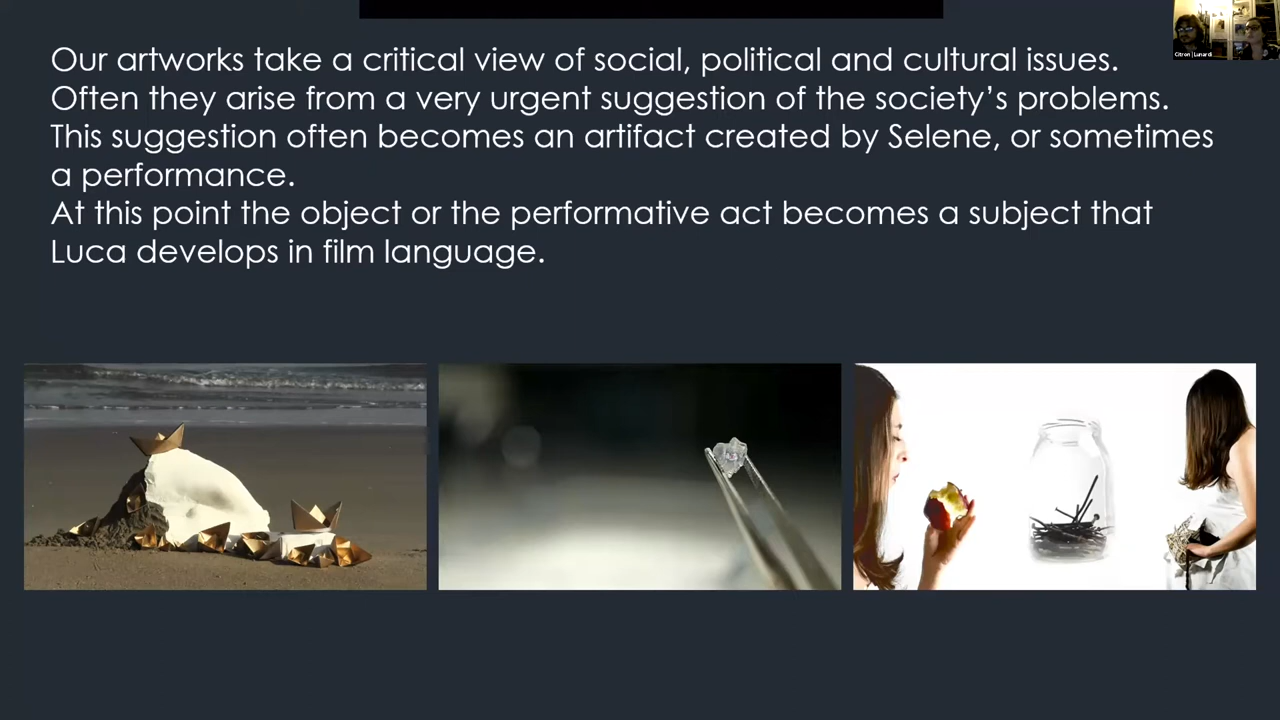 Our artworks take a critical view of social, political and cultural issues.
Often they arise from a very urgent suggestion of the society’s problems.
This suggestion often becomes an artifact created by Selene, or sometimes
a performance.
At this point the object or the performative act becomes a subject that
Luca develops in film language.
Citron | Lunardi